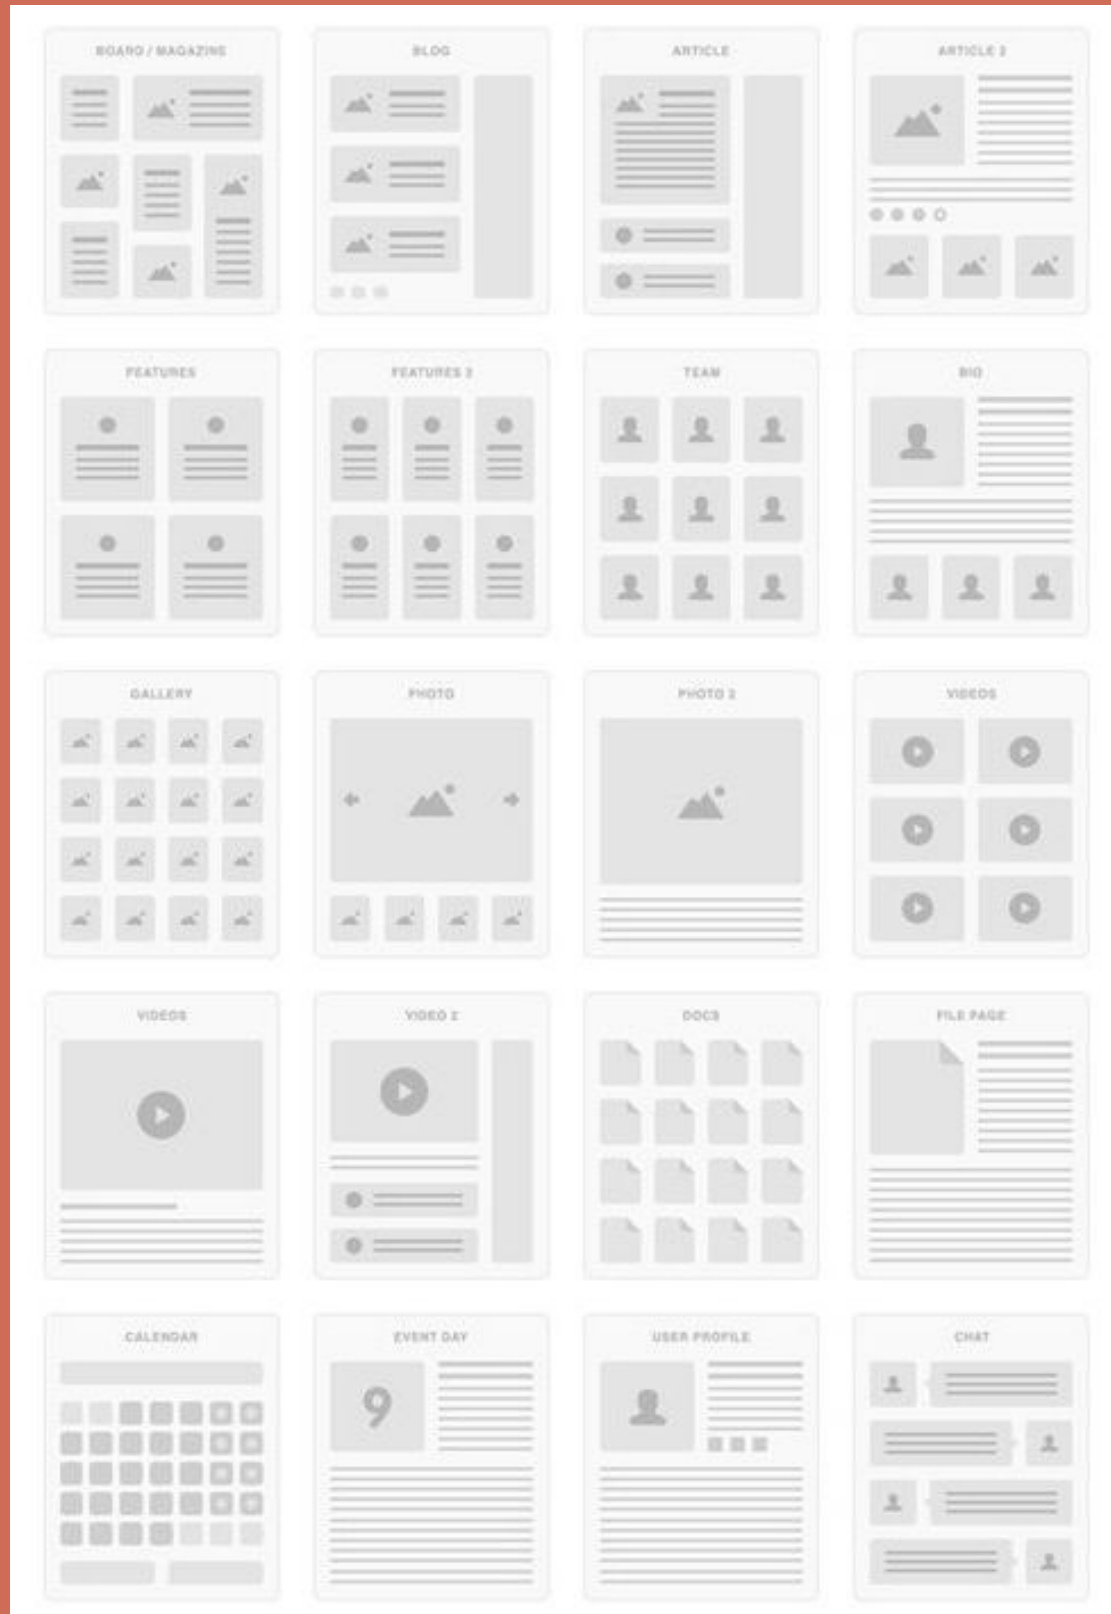 BOARD / MAGAZINE
BLOG
ARTICLE
ARTICLE 2
FEATURES
FEATURES 2
TEAM
BIO
GALLERY
PHOTO
PHOTO 2
VIDEOS
VIDEOS
VIDEO 2
DOCS
FILE PAGE
CALENDAR
EVENT DAY
USER PROFILE
CHAT
9